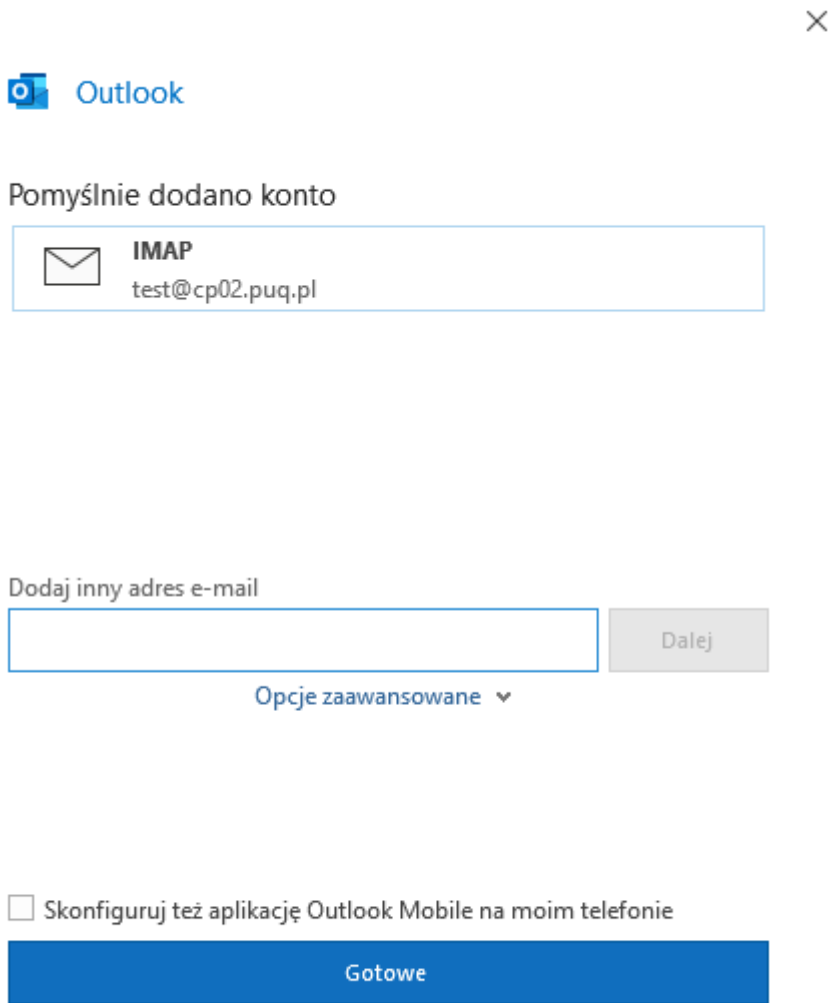 Outlook
Pomyślnie dodano konto
IMAP
test@cp02.puq.pl
Dodaj inny adres e-mail
Dalej
Opcje zaawansowane
Skonfiguruj też aplikację Outlook Mobile na moim telefonie
Gotowe